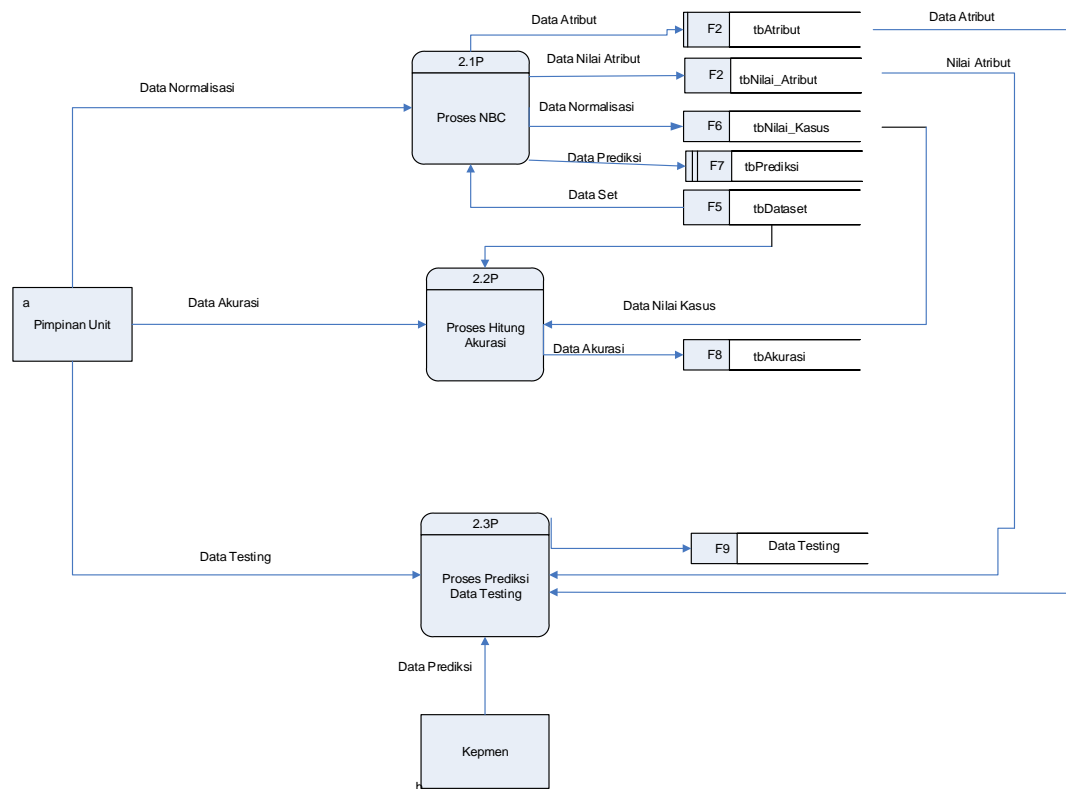 Data Atribut
F2 tbAtribut
Data Atribut
2.1P
Data Nilai Atribut
Nilai Atribut
F2 tbNilai_Atribut
Data Normalisasi
Data Normalisasi
Proses NBC
F6 tbNilai_Kasus
Data Prediksi
F7 tbPrediksi
Data Set
F5 tbDataset
2.2P
a
Pimpinan Unit
Data Akurasi
Data Nilai Kasus
Proses Hitung
Akurasi
Data Akurasi
F8 tbAkurasi
2.3P
F9 Data Testing
Data Testing
Proses Prediksi
Data Testing
Data Prediksi
Kepmen